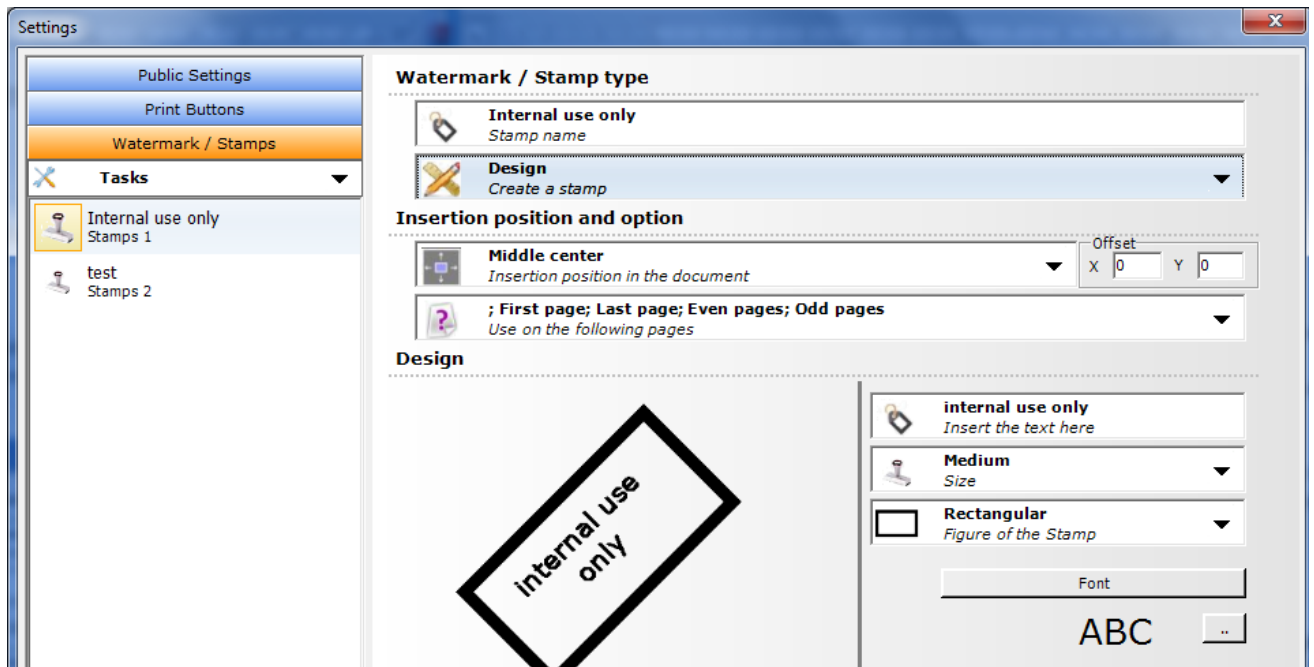 Settings
x
Public Settings
Print Buttons
Watermark / Stamps
Tasks
Internal use only
Stamps 1
test
Stamps 2
Watermark / Stamp type
Internal use only
Stamp name
Design
Create a stamp
Insertion position and option
Middle center
Insertion position in the document
Offset
X 0 Y 0
; First page; Last page; Even pages; Odd pages
Use on the following pages
Design
internal use
only
internal use only
Insert the text here
Medium
Size
Rectangular
Figure of the Stamp
Font
ABC ..